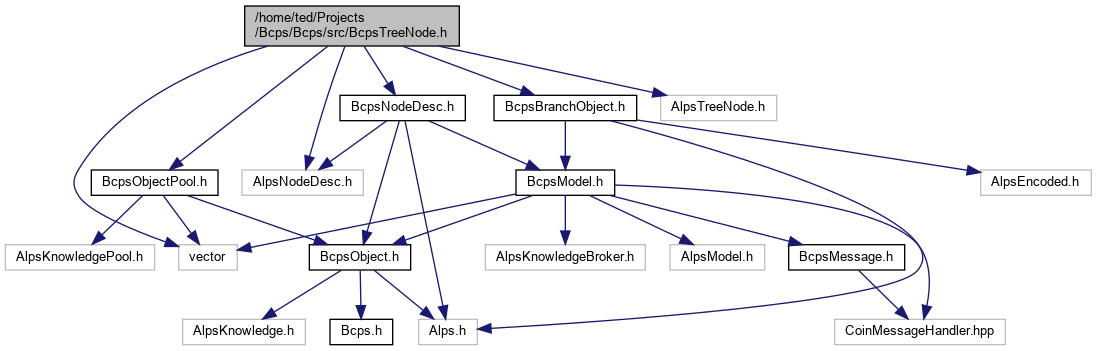 /home/ted/Projects
/Bcps/Bcps/src/BcpsTreeNode.h
BcpsNodeDesc.h
BcpsBranchObject.h
AlpsTreeNode.h
BcpsObjectPool.h
AlpsNodeDesc.h
BcpsModel.h
AlpsEncoded.h
AlpsKnowledgePool.h
vector
BcpsObject.h
AlpsKnowledgeBroker.h
AlpsModel.h
BcpsMessage.h
AlpsKnowledge.h
Bcps.h
Alps.h
CoinMessageHandler.hpp